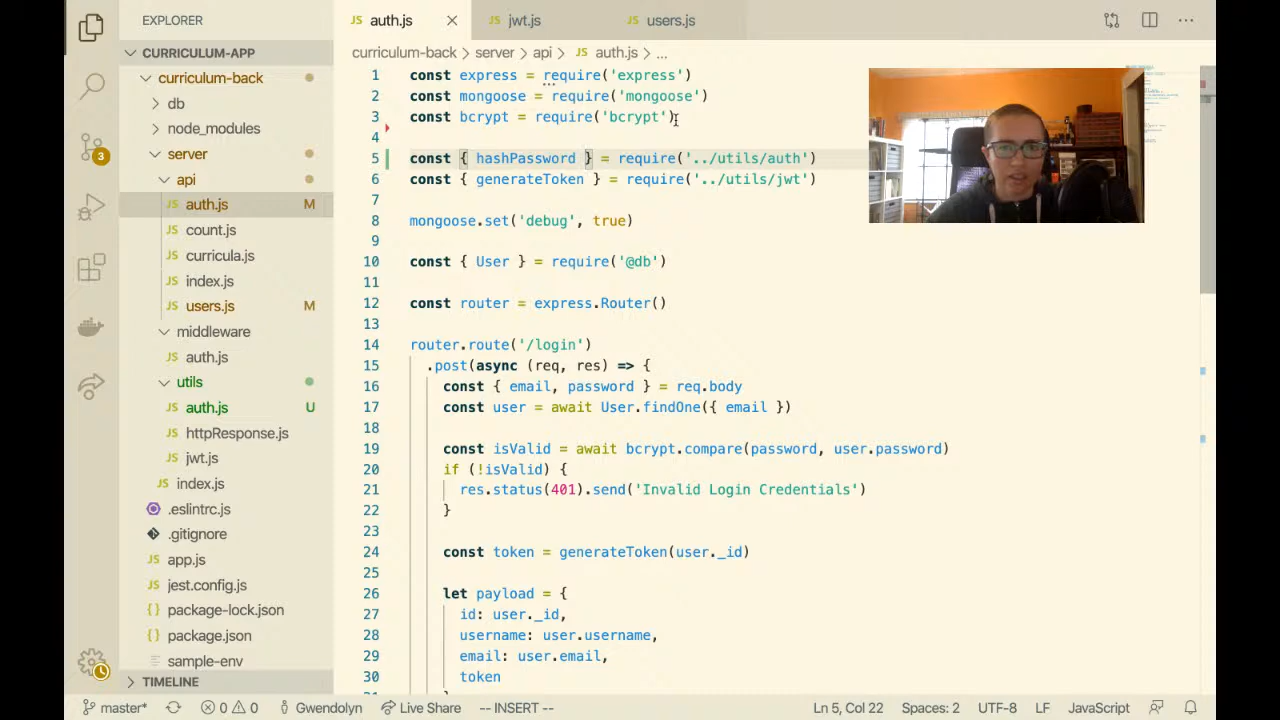 EXPLORER
auth.js
jwt.js
users.js
CURRICULUM-APP
curriculum-back
db
node_modules
server
api
auth.js M
count.js
curricula.js
index.js
users.js M
middleware
auth.js
utils
auth.js U
httpResponse.js
jwt.js
index.js
.eslintrc.js
.gitignore
app.js
jest.config.js
package-lock.json
package.json
sample-env
TIMELINE
3
curriculum-back > server > api > JS auth.js > ...
1 const express = require('express')
2 const mongoose = require('mongoose')
3 const bcrypt = require('bcrypt')
4
5 const { hashPassword } = require('../utils/auth')
6 const { generateToken } = require('../utils/jwt')
7
8 mongoose.set('debug', true)
9
10 const { User } = require('@db')
11
12 const router = express.Router()
13
14 router.route('/login')
15 .post(async (req, res) => {
16 const { email, password } = req.body
17 const user = await User.findOne({ email })
18
19 const isValid = await bcrypt.compare(password, user.password)
20 if (!isValid) {
21 res.status(401).send('Invalid Login Credentials')
22 }
23
24 const token = generateToken(user._id)
25
26 let payload = {
27 id: user._id,
28 username: user.username,
29 email: user.email,
30 token
master* 0 0 Gwendolyn Live Share -- INSERT -- Ln 5, Col 22 Spaces: 2 UTF-8 LF JavaScript